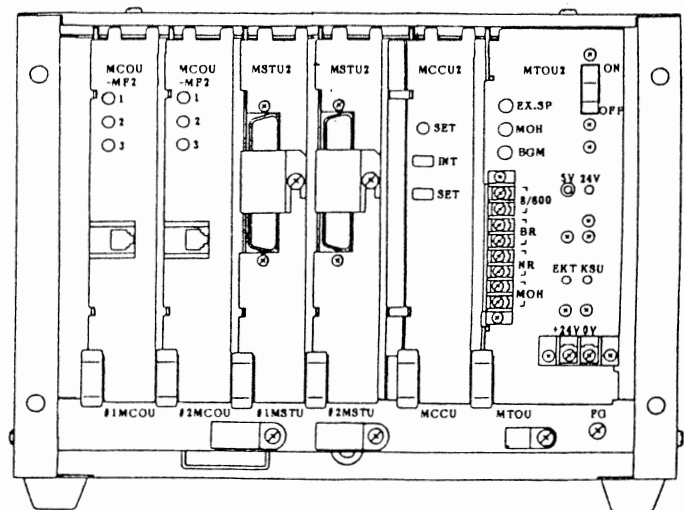 MCOU
-MF2
1
2
3
MCOU
-MF2
1
2
3
MSTU2
MSTU2
MCCU2
SET
INT
SET
MTOU2
ON
OFF
EX.SP
MOH
BGM
5V 24V
8/600
BR
NR
MOH
EKT KSU
+24V 0V
#1MCOU
#2MCOU
#1MSTU
#2MSTU
MCCU
MTOU
FG